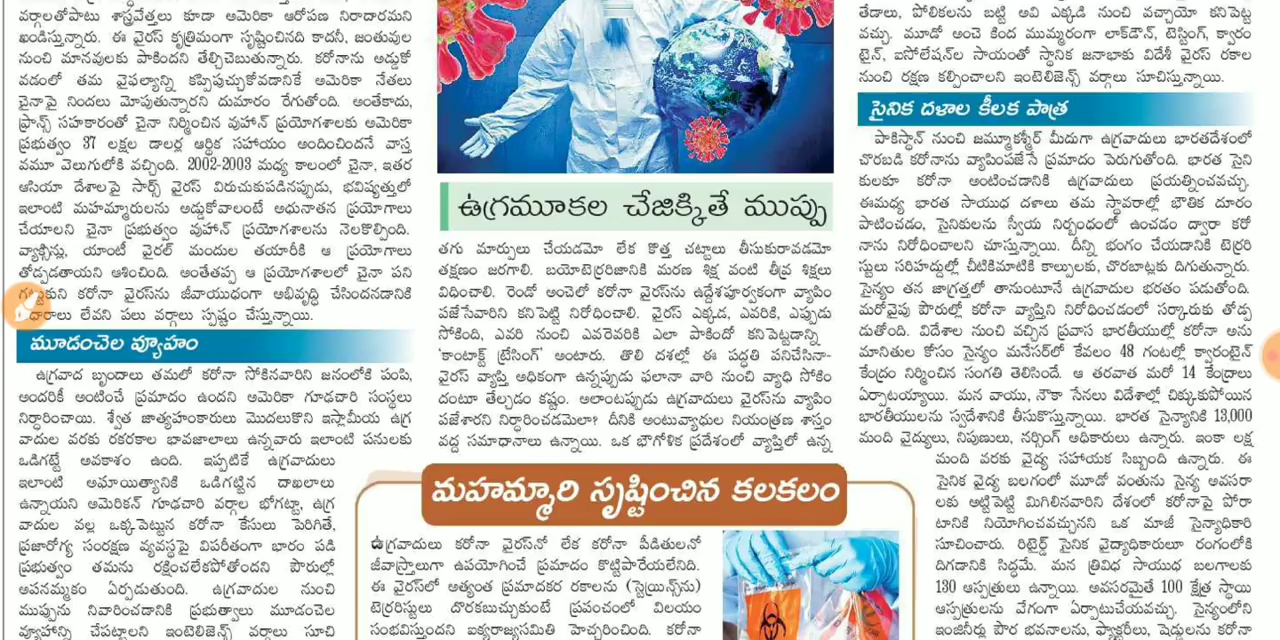 వర్గాలతోపాటు శాస్త్రవేత్తలు కూడా అమెరికా ఆరోపణ నిరాదారమని
ఖండిస్తున్నారు. ఈ వైరస్ కృత్రిమంగా సృష్టించినది కాదనీ, జంతువుల
నుంచి మానవులకు పాకిందని తేల్చిచెబుతున్నారు. కరోనాను అడ్డుకో
వడంలో తమ వైఫల్యాన్ని కప్పిపుచ్చుకోవడానికే అమెరికా నేతలు
చైనాపై నిందలు మోపుతున్నారని దుమారం రేగుతోంది. అంతేకాదు,
ఫ్రాన్స్ సహకారంతో చైనా నిర్మించిన వుహాన్ ప్రయోగశాలకు అమెరికా
ప్రభుత్వం 37 లక్షల డాలర్ల ఆర్థిక సహాయం అందించిందనే వాస్త
వమూ వెలుగులోకి వచ్చింది. 2002-2003 మధ్య కాలంలో చైనా, ఇతర
ఆసియా దేశాలపై సార్స్ వైరస్ విరుచుకుపడినప్పుడు, భవిష్యత్తులో
ఇలాంటి మహమ్మారులను అడ్డుకోవాలంటే అధునాతన ప్రయోగాలు
చేయాలని చైనా ప్రభుత్వం వుహాన్ ప్రయోగశాలను నెలకొల్పింది.
వ్యాక్సిన్లు, యాంటీ వైరల్ మందుల తయారీకి ఆ ప్రయోగాలు
తోడ్పడతాయని ఆశించింది. అంతేతప్ప ఆ ప్రయోగశాలలో చైనా పని
గట్టుకుని కరోనా వైరస్‌ను జీవాయుధంగా అభివృద్ధి చేసిందనడానికి
దారాలు లేవని పలు వర్గాలు స్పష్టం చేస్తున్నాయి.
మూడంచెల వ్యూహం
ఉగ్రవాద బృందాలు తమలో కరోనా సోకినవారిని జనంలోకి పంపి,
అందరికీ అంటించే ప్రమాదం ఉందని అమెరికా గూఢచారి సంస్థలు
నిర్ధారించాయి. శ్వేత జాత్యహంకారులు మొదలుకొని ఇస్లామీయ ఉగ్ర
వాదుల వరకు రకరకాల భావజాలాలు ఉన్నవారు ఇలాంటి పనులకు
ఒడిగట్టే అవకాశం ఉంది. ఇప్పటికే ఉగ్రవాదులు
ఇలాంటి అఘాయిత్యానికి ఒడిగట్టిన దాఖలాలు
ఉన్నాయని అమెరికన్ గూఢచారి వర్గాల భోగట్టా. ఉగ్ర
వాదుల వల్ల ఒక్కపెట్టున కరోనా కేసులు పెరిగితే,
ప్రజారోగ్య సంరక్షణ వ్యవస్థపై విపరీతంగా భారం పడి
ప్రభుత్వం తమను రక్షించలేకపోతోందని పౌరుల్లో
అపనమ్మకం ఏర్పడుతుంది. ఉగ్రవాదుల నుంచి
ముప్పును నివారించడానికి ప్రభుత్వాలు మూడంచెల
వ్యూహాన్ని చేపట్టాలని ఇంటెలిజెన్స్ వర్గాలు సూచి
ఉగ్రమూకల చేజిక్కితే ముప్పు
తగు మార్పులు చేయడమో లేక కొత్త చట్టాలు తీసుకురావడమో
తక్షణం జరగాలి. బయోటెర్రరిజానికి మరణ శిక్ష వంటి తీవ్ర శిక్షలు
విధించాలి. రెండో అంచెలో కరోనా వైరస్‌ను ఉద్దేశపూర్వకంగా వ్యాపిం
పజేసేవారిని కనిపెట్టి నిరోధించాలి. వైరస్ ఎక్కడ, ఎవరికి, ఎప్పుడు
సోకింది, ఎవరి నుంచి ఎవరెవరికి ఎలా పాకిందో కనిపెట్టడాన్ని
'కాంటాక్ట్ ట్రేసింగ్' అంటారు. తొలి దశల్లో ఈ పద్ధతి పనిచేసినా-
వైరస్ వ్యాప్తి అధికంగా ఉన్నప్పుడు ఫలానా వారి నుంచి వ్యాధి సోకిం
దంటూ తేల్చడం కష్టం. అలాంటప్పుడు ఉగ్రవాదులు వైరస్‌ను వ్యాపిం
పజేశారని నిర్ధారించడమెలా? దీనికి అంటువ్యాధుల నియంత్రణ శాస్త్రం
వద్ద సమాధానాలు ఉన్నాయి. ఒక భౌగోళిక ప్రదేశంలో వ్యాప్తిలో ఉన్న
మహమ్మారి సృష్టించిన కలకలం
ఉగ్రవాదులు కరోనా వైరస్‌నో లేక కరోనా పీడితులనో
జీవాస్త్రాలుగా ఉపయోగించే ప్రమాదం కొట్టిపారేయలేనిది.
ఈ వైరస్‌లో అత్యంత ప్రమాదకర రకాలను (స్ట్రెయిన్స్‌ను)
టెర్రరిస్టులు దొరకబుచ్చుకుంటే ప్రపంచంలో విలయం
సంభవిస్తుందని ఐక్యరాజ్యసమితి హెచ్చరించింది. కరోనా
తేడాలు, పోలికలను బట్టి అవి ఎక్కడి నుంచి వచ్చాయో కనిపెట్ట
వచ్చు. మూడో అంచె కింద ముమ్మరంగా లాక్‌డౌన్, టెస్టింగ్, క్వారం
టైన్, ఐసోలేషన్‌ల సాయంతో స్థానిక జనాభాకు విదేశీ వైరస్ రకాల
నుంచి రక్షణ కల్పించాలని ఇంటెలిజెన్స్ వర్గాలు సూచిస్తున్నాయి.
సైనిక దళాల కీలక పాత్ర
పాకిస్థాన్ నుంచి జమ్మూకశ్మీర్ మీదుగా ఉగ్రవాదులు భారతదేశంలో
చొరబడి కరోనాను వ్యాపింపజేసే ప్రమాదం పెరుగుతోంది. భారత సైని
కులకూ కరోనా అంటించడానికి ఉగ్రవాదులు ప్రయత్నించవచ్చు.
ఈమధ్య భారత సాయుధ దళాలు తమ స్థావరాల్లో భౌతిక దూరం
పాటించడం, సైనికులను స్వీయ నిర్బంధంలో ఉంచడం ద్వారా కరో
నాను నిరోధించాలని చూస్తున్నాయి. దీన్ని భంగం చేయడానికి టెర్రరి
స్టులు సరిహద్దుల్లో చీటికిమాటికి కాల్పులకు, చొరబాట్లకు దిగుతున్నారు.
సైన్యం తన జాగ్రత్తలో తానుంటూనే ఉగ్రవాదుల భరతం పడుతోంది.
మరోవైపు పౌరుల్లో కరోనా వ్యాప్తిని నిరోధించడంలో సర్కారుకు తోడ్ప
డుతోంది. విదేశాల నుంచి వచ్చిన ప్రవాస భారతీయుల్లో కరోనా అను
మానితుల కోసం సైన్యం మనేసర్‌లో కేవలం 48 గంటల్లో క్వారంటైన్
కేంద్రం నిర్మించిన సంగతి తెలిసిందే. ఆ తరవాత మరో 14 కేంద్రాలు
ఏర్పాటయ్యాయి. మన వాయు, నౌకా సేనలు విదేశాల్లో చిక్కుకుపోయిన
భారతీయులను స్వదేశానికి తీసుకొస్తున్నాయి. భారత సైన్యానికి 13,000
మంది వైద్యులు, నిపుణులు, నర్సింగ్ అధికారులు ఉన్నారు. ఇంకా లక్ష
మంది వరకు వైద్య సహాయక సిబ్బంది ఉన్నారు. ఈ
సైనిక వైద్య బలగంలో మూడో వంతును సైన్య అవసరా
లకు అట్టిపెట్టి మిగిలినవారిని దేశంలో కరోనాపై పోరా
టానికి నియోగించవచ్చునని ఒక మాజీ సైన్యాధికారి
సూచించారు. రిటైర్డ్ సైనిక వైద్యాధికారులూ రంగంలోకి
దిగడానికి సిద్ధమే. మన త్రివిధ సాయుధ బలగాలకు
130 ఆస్పత్రులు ఉన్నాయి. అవసరమైతే 100 క్షేత్ర స్థాయి
ఆస్పత్రులను వేగంగా ఏర్పాటుచేయవచ్చు. సైన్యంలోని
ఇంజినీర్లు పౌర భవనాలను, ఫ్యాక్టరీలు, షెడ్డులను కరోనా